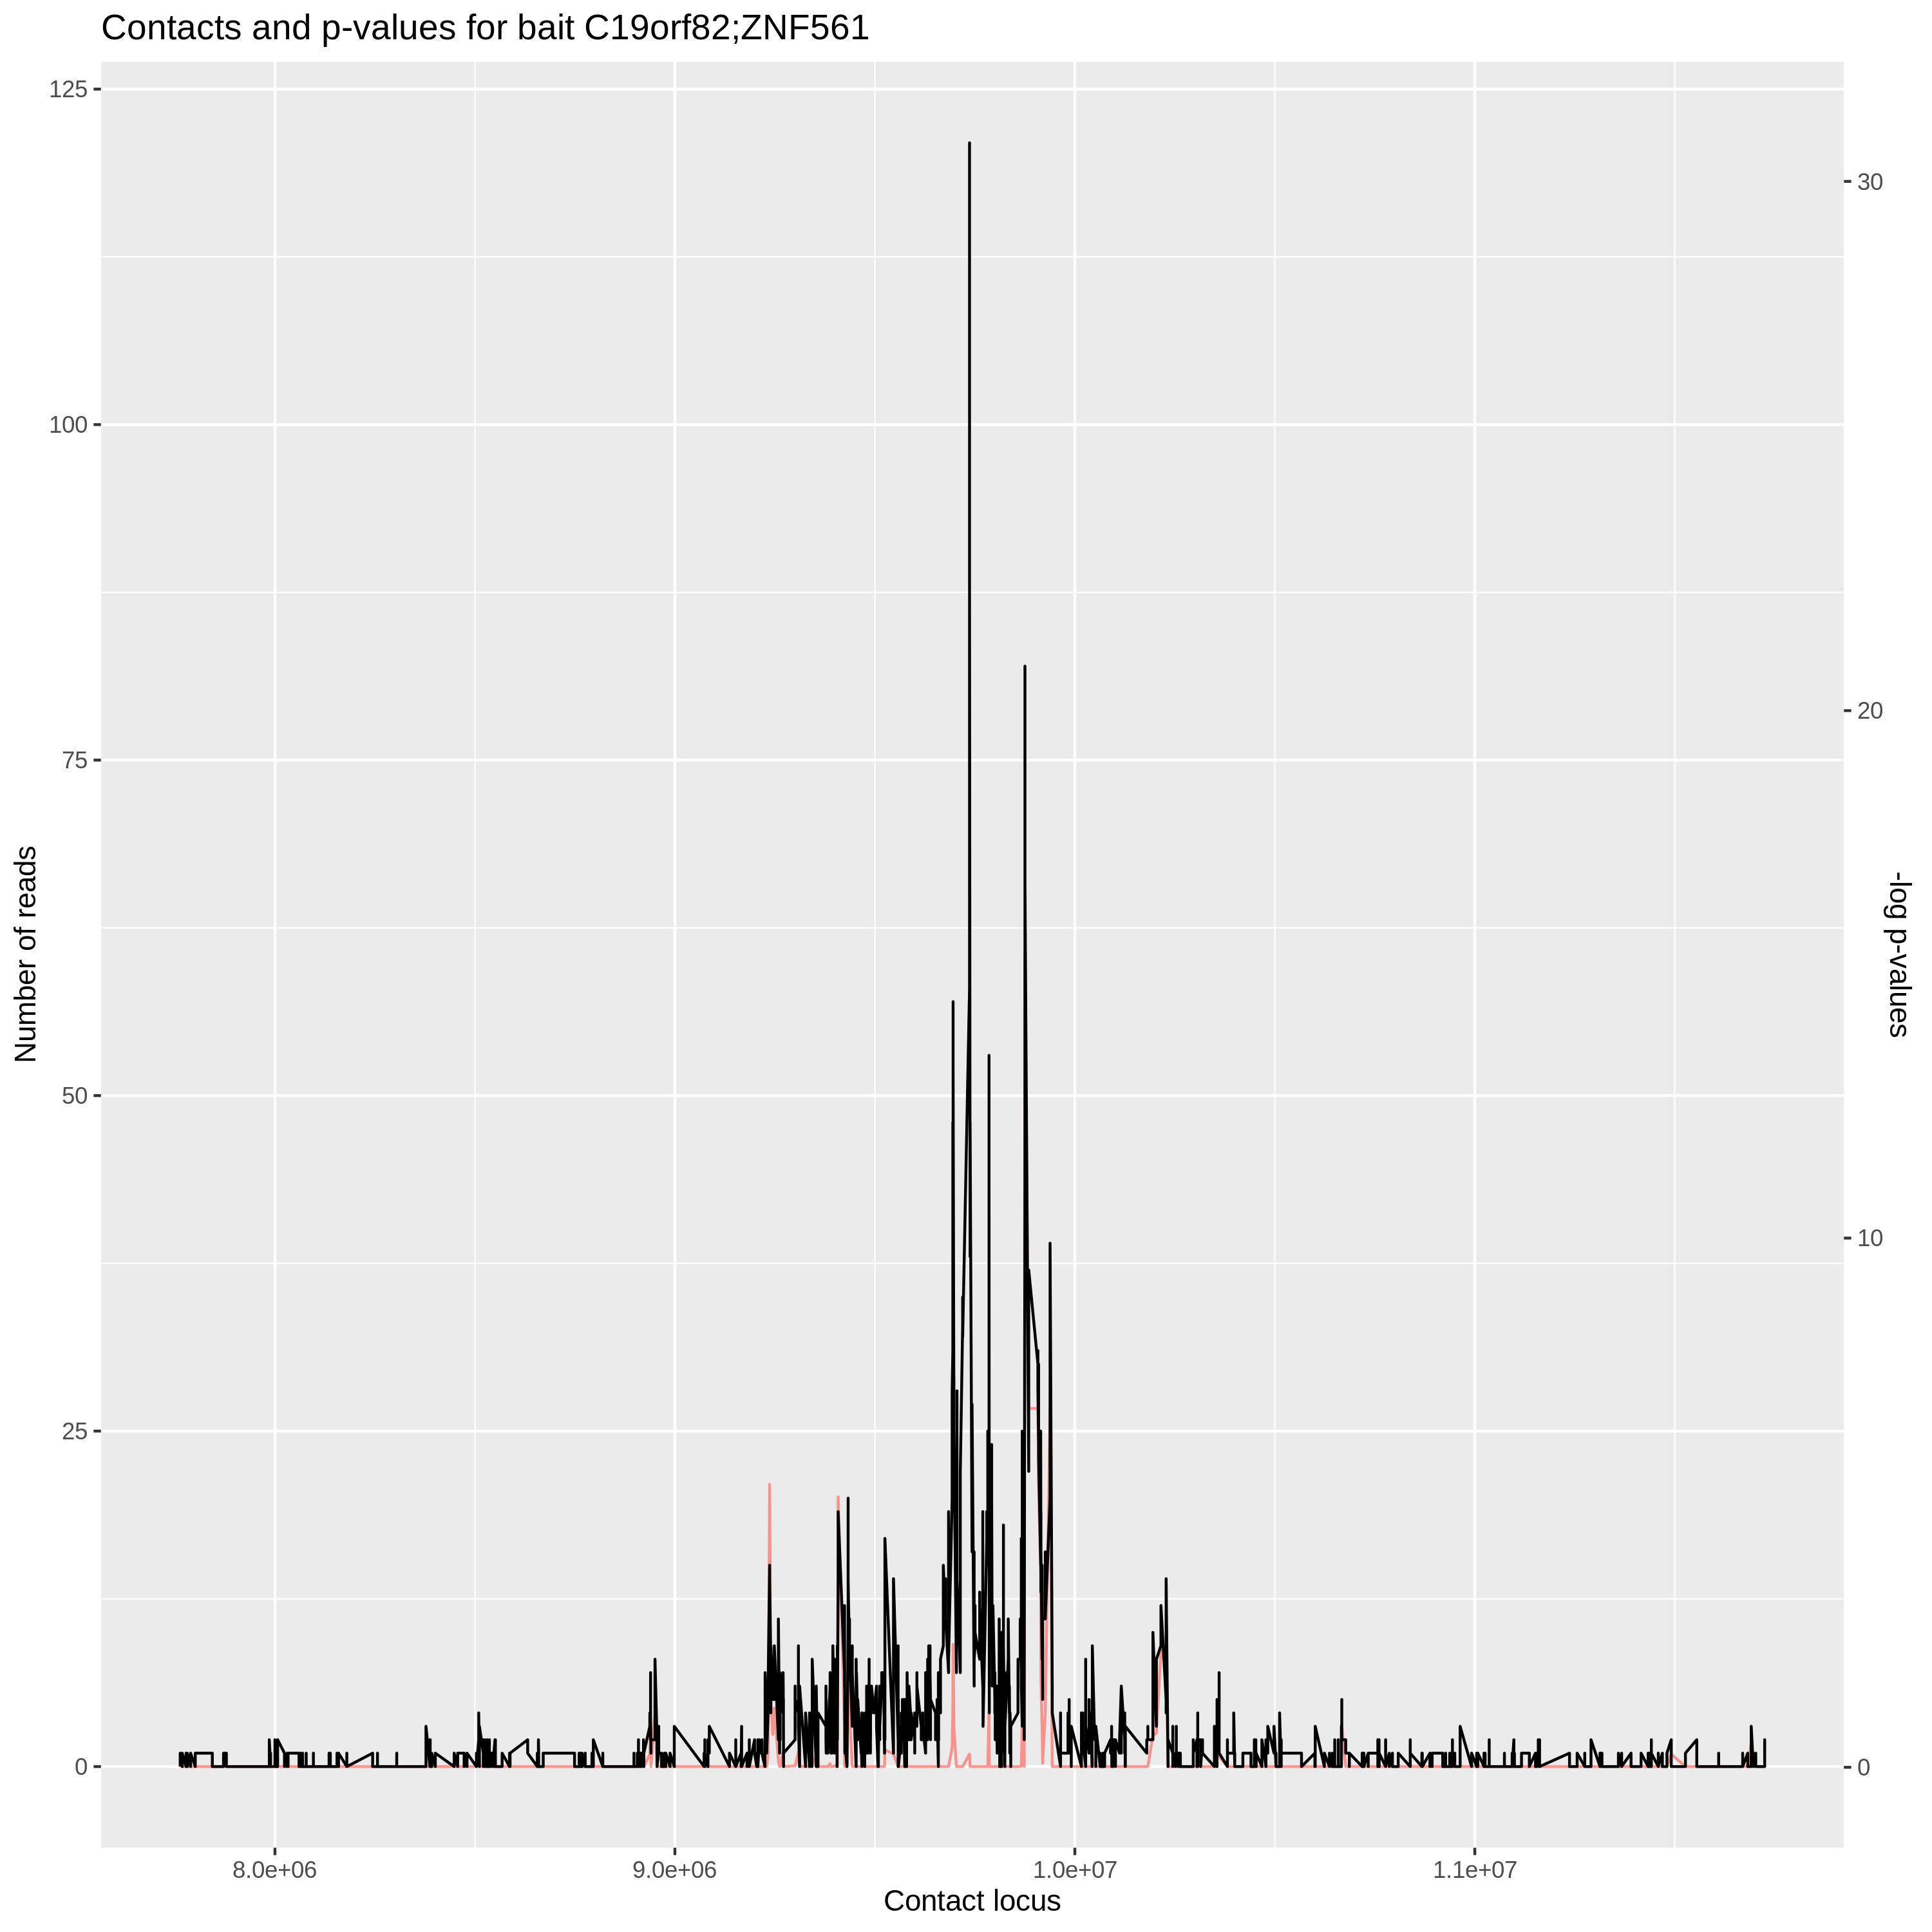 Contacts and p-values for bait C19orf82;ZNF561
125
100
75
50
25
0
30
20
10
0
Number of reads
-log p-values
8.0e+06 9.0e+06 1.0e+07 1.1e+07
Contact locus